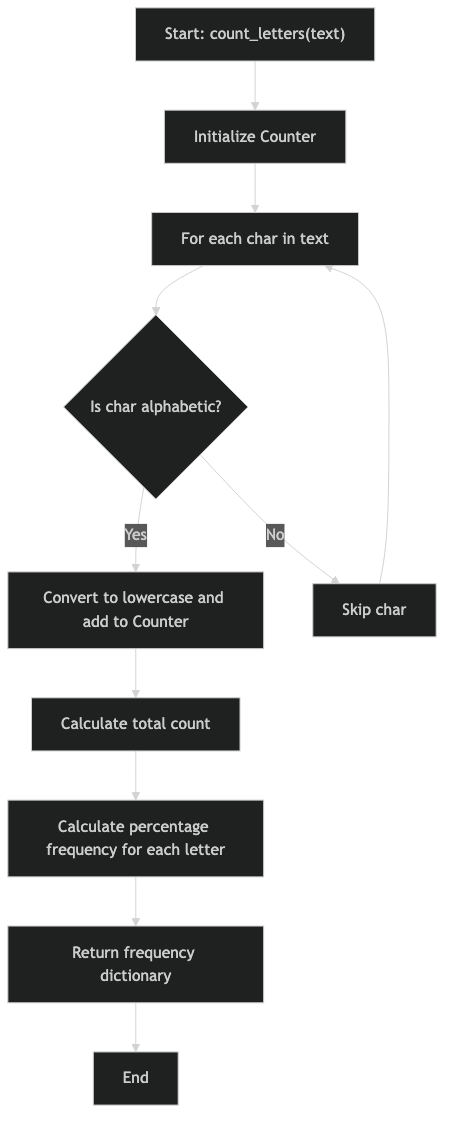 Start: count_letters(text)
Initialize Counter
For each char in text
Is char alphabetic?
Yes
No
Convert to lowercase and
add to Counter
Skip char
Calculate total count
Calculate percentage
frequency for each letter
Return frequency
dictionary
End